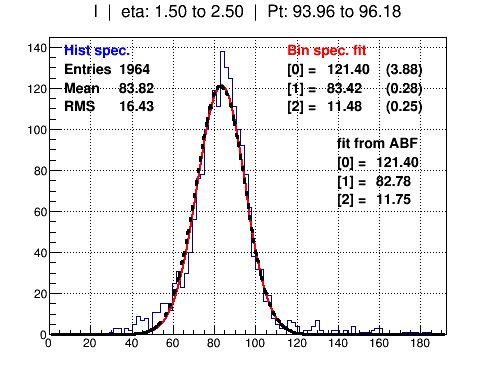 I | eta: 1.50 to 2.50 | Pt: 93.96 to 96.18
Hist spec.
Entries 1964
Mean 83.82
RMS 16.43
Bin spec. fit
[0] = 121.40 (3.88)
[1] = 83.42 (0.28)
[2] = 11.48 (0.25)
fit from ABF
[0] = 121.40
[1] = 82.78
[2] = 11.75
140
120
100
80
60
40
20
0
0 20 40 60 80 100 120 140 160 180